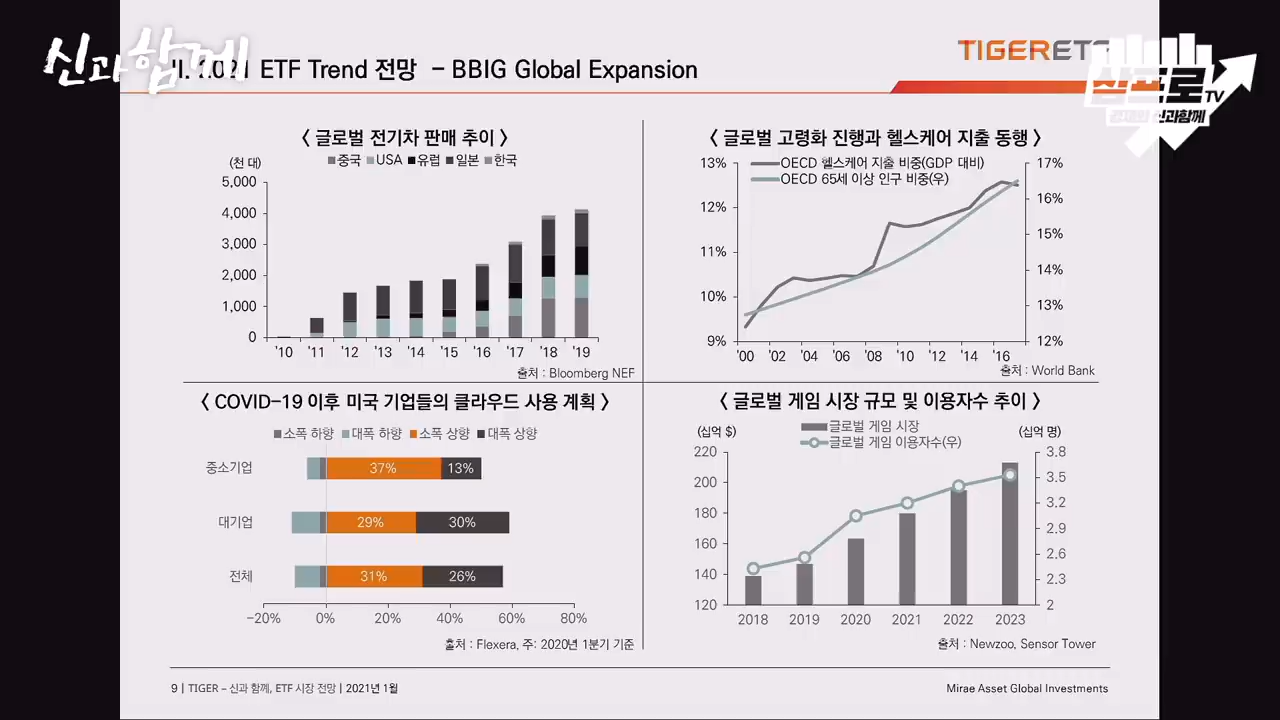 신과함께
II. 2021 ETF Trend 전망 – BBIG Global Expansion
TIGER ETF
삼프로TV
경제의 신과함께
< 글로벌 전기차 판매 추이 >
(천 대)
중국 USA 유럽 일본 한국
5,000
4,000
3,000
2,000
1,000
0
'10 '11 '12 '13 '14 '15 '16 '17 '18 '19
출처 : Bloomberg NEF
< 글로벌 고령화 진행과 헬스케어 지출 동행 >
OECD 헬스케어 지출 비중(GDP 대비)
OECD 65세 이상 인구 비중(우)
13%
12%
11%
10%
9%
17%
16%
15%
14%
13%
12%
'00 '02 '04 '06 '08 '10 '12 '14 '16
출처 : World Bank
< COVID-19 이후 미국 기업들의 클라우드 사용 계획 >
소폭 하향 대폭 하향 소폭 상향 대폭 상향
중소기업 37% 13%
대기업 29% 30%
전체 31% 26%
-20% 0% 20% 40% 60% 80%
출처 : Flexera, 주: 2020년 1분기 기준
< 글로벌 게임 시장 규모 및 이용자수 추이 >
(십억 $) (십억 명)
글로벌 게임 시장
글로벌 게임 이용자수(우)
220
200
180
160
140
120
3.8
3.5
3.2
2.9
2.6
2.3
2
2018 2019 2020 2021 2022 2023
출처 : Newzoo, Sensor Tower
9 | TIGER – 신과 함께, ETF 시장 전망 | 2021년 1월
Mirae Asset Global Investments